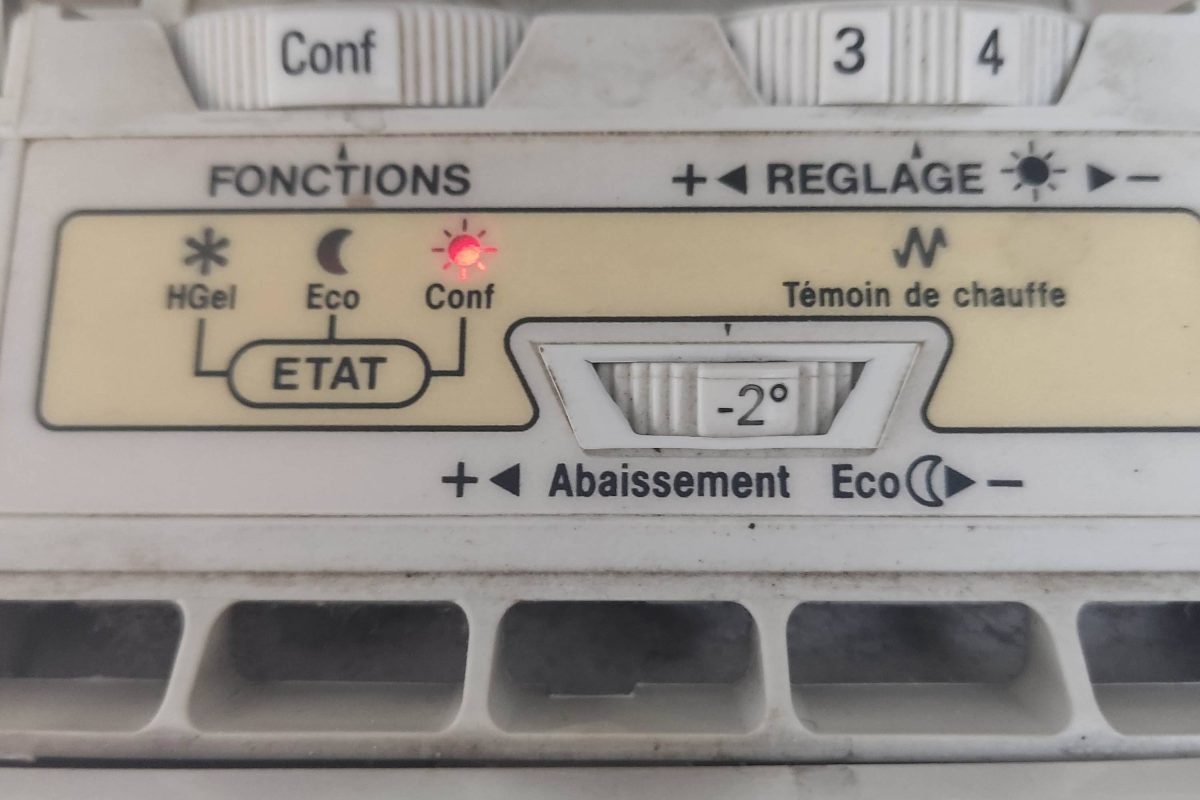 Conf 3 4
FONCTIONS + REGLAGE -
HGel Eco Conf Témoin de chauffe
ETAT
-2°
+ Abaissement Eco -